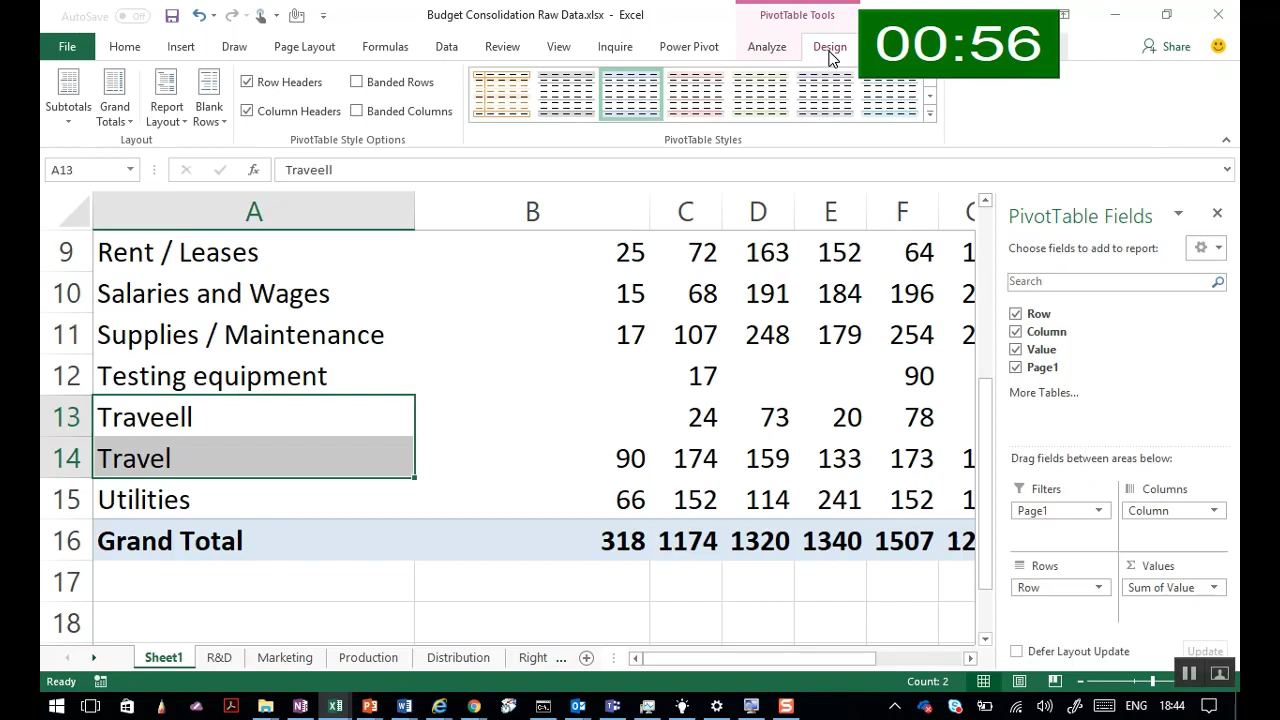 AutoSave Off
Budget Consolidation Raw Data.xlsx - Excel
PivotTable Tools
00:56
File Home Insert Draw Page Layout Formulas Data Review View Inquire Power Pivot Analyze Design Share
Subtotals
Grand Totals
Report Layout
Blank Rows
Row Headers
Banded Rows
Column Headers
Banded Columns
Layout
PivotTable Style Options
PivotTable Styles
A13
fx
Traveell
A B C D E F
9 Rent / Leases 25 72 163 152 64
10 Salaries and Wages 15 68 191 184 196
11 Supplies / Maintenance 17 107 248 179 254
12 Testing equipment 17 90
13 Traveell 24 73 20 78
14 Travel 90 174 159 133 173
15 Utilities 66 152 114 241 152
16 Grand Total 318 1174 1320 1340 1507
17
18
PivotTable Fields
Choose fields to add to report:
Search
Row
Column
Value
Page1
More Tables...
Drag fields between areas below:
Filters
Columns
Page1
Column
Rows
Σ Values
Row
Sum of Value
Defer Layout Update
Update
Sheet1 R&D Marketing Production Distribution Right ...
Ready
Count: 2
ENG 18:44